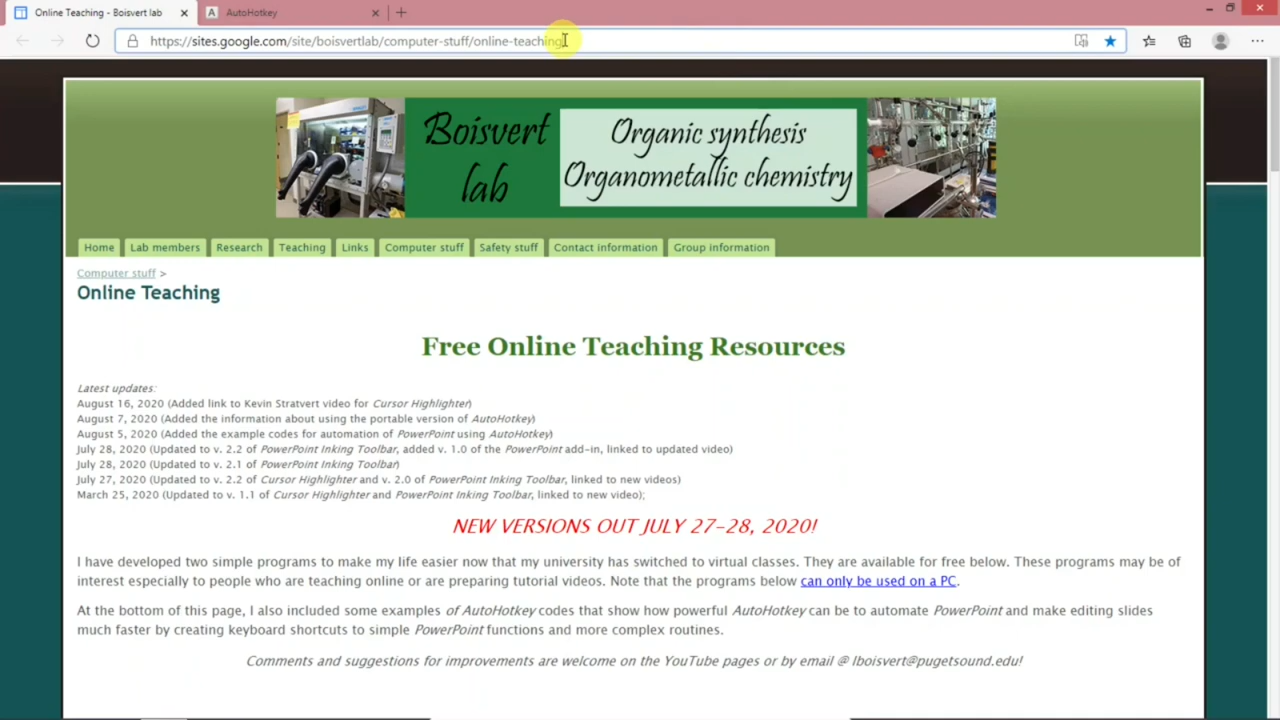 Online Teaching - Boisvert lab
AutoHotkey
https://sites.google.com/site/boisvertlab/computer-stuff/online-teaching
Boisvert
lab
Organic synthesis
Organometallic chemistry
Home Lab members Research Teaching Links Computer stuff Safety stuff Contact information Group information
Computer stuff >
Online Teaching
Free Online Teaching Resources
Latest updates:
August 16, 2020 (Added link to Kevin Stratvert video for Cursor Highlighter)
August 7, 2020 (Added the information about using the portable version of AutoHotkey)
August 5, 2020 (Added the example codes for automation of PowerPoint using AutoHotkey)
July 28, 2020 (Updated to v. 2.2 of PowerPoint Inking Toolbar, added v. 1.0 of the PowerPoint add-in, linked to updated video)
July 28, 2020 (Updated to v. 2.1 of PowerPoint Inking Toolbar)
July 27, 2020 (Updated to v. 2.2 of Cursor Highlighter and v. 2.0 of PowerPoint Inking Toolbar, linked to new videos)
March 25, 2020 (Updated to v. 1.1 of Cursor Highlighter and PowerPoint Inking Toolbar, linked to new video);
NEW VERSIONS OUT JULY 27-28, 2020!
I have developed two simple programs to make my life easier now that my university has switched to virtual classes. They are available for free below. These programs may be of
interest especially to people who are teaching online or are preparing tutorial videos. Note that the programs below can only be used on a PC.
At the bottom of this page, I also included some examples of AutoHotkey codes that show how powerful AutoHotkey can be to automate PowerPoint and make editing slides
much faster by creating keyboard shortcuts to simple PowerPoint functions and more complex routines.
Comments and suggestions for improvements are welcome on the YouTube pages or by email @ lboisvert@pugetsound.edu!